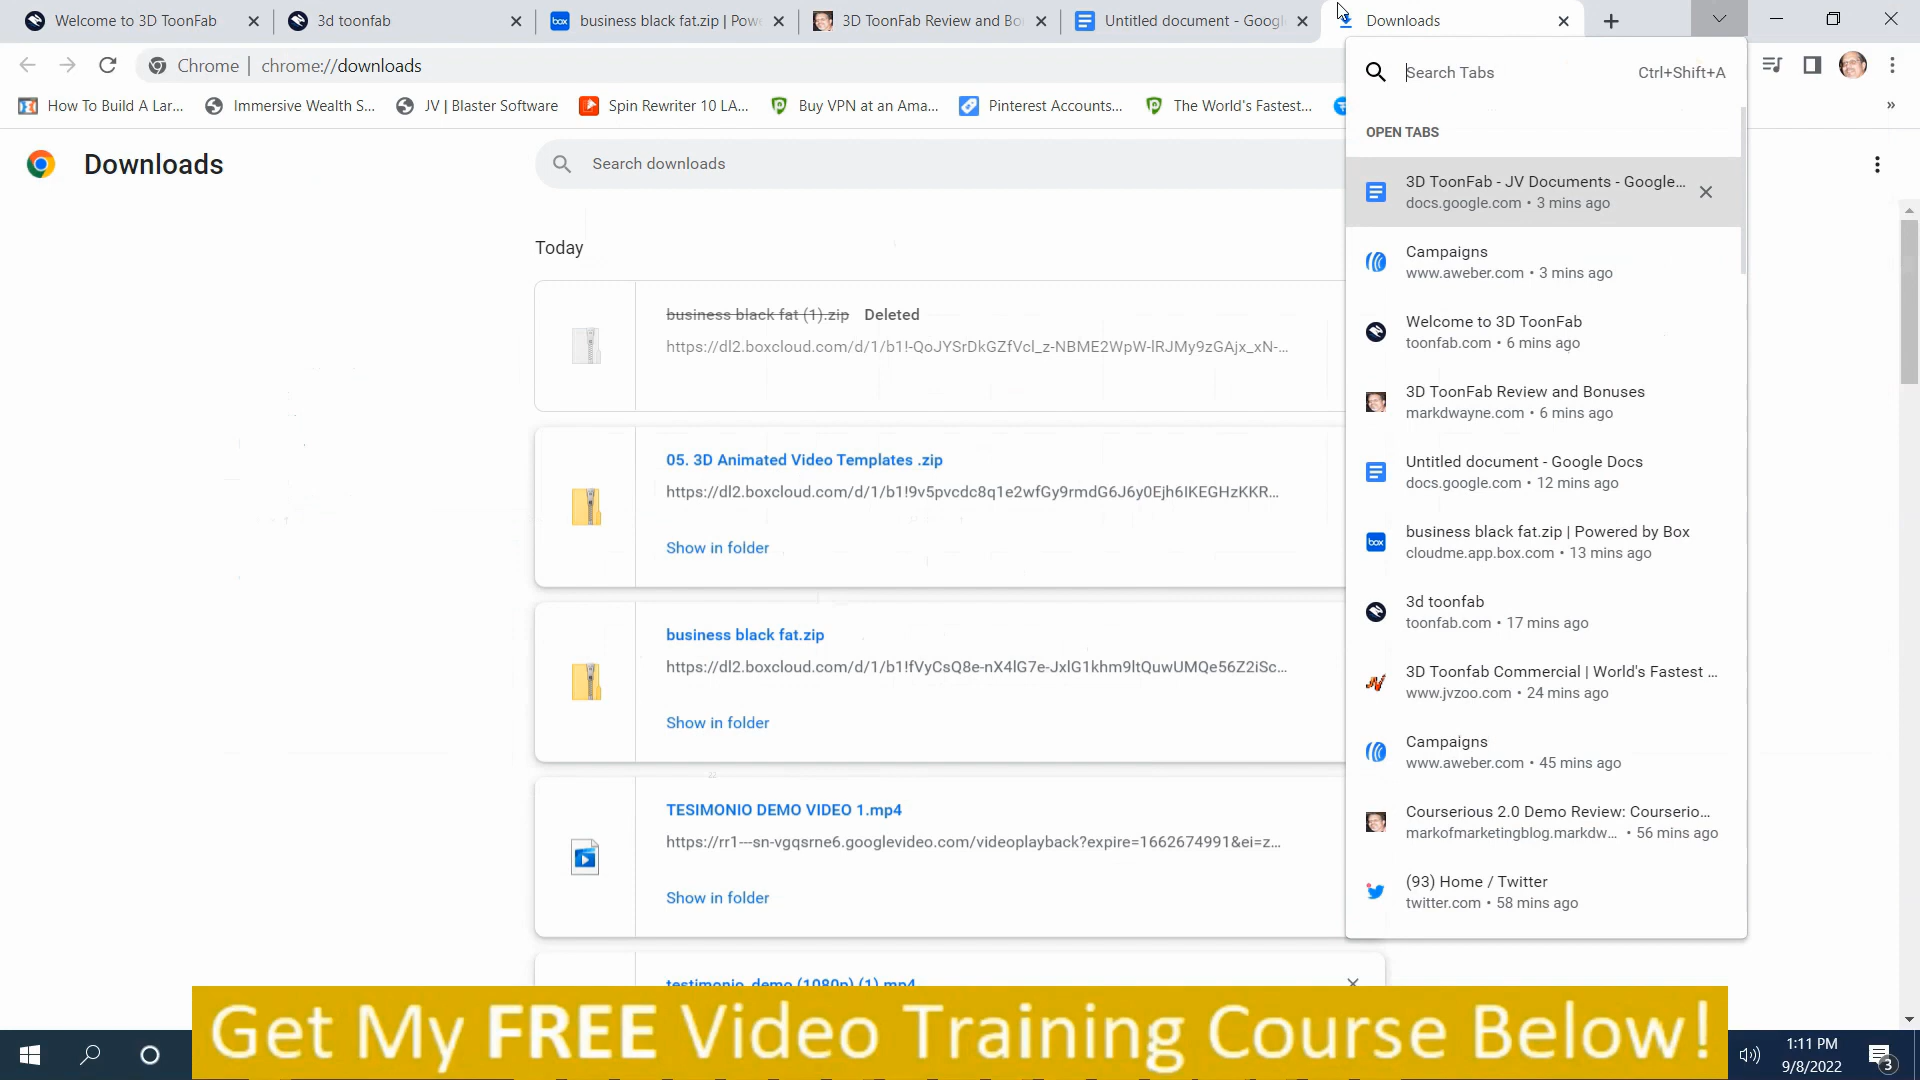 Welcome to 3D ToonFab
3d toonfab
business black fat.zip | Pow
3D ToonFab Review and Bo
Untitled document - Googl
Downloads
Chrome | chrome://downloads
Search Tabs
Ctrl+Shift+A
How To Build A Lar...
Immersive Wealth S...
JV | Blaster Software
Spin Rewriter 10 LA...
Buy VPN at an Ama...
Pinterest Accounts...
The World's Fastest...
»
OPEN TABS
Downloads
Search downloads
3D ToonFab - JV Documents - Google...
docs.google.com • 3 mins ago
Campaigns
www.aweber.com • 3 mins ago
Welcome to 3D ToonFab
toonfab.com • 6 mins ago
3D ToonFab Review and Bonuses
markdwayne.com • 6 mins ago
Untitled document - Google Docs
docs.google.com • 12 mins ago
business black fat.zip | Powered by Box
cloudme.app.box.com • 13 mins ago
3d toonfab
toonfab.com • 17 mins ago
3D Toonfab Commercial | World's Fastest ...
www.jvzoo.com • 24 mins ago
Campaigns
www.aweber.com • 45 mins ago
Courserious 2.0 Demo Review: Courserio...
markofmarketingblog.markdw... • 56 mins ago
(93) Home / Twitter
twitter.com • 58 mins ago
Today
business black fat (1).zip Deleted
https://dl2.boxcloud.com/d/1/b1!-QoJYSrDkGZfVcl_z-NBME2WpW-lRJMy9zGAjx_xN-...
05. 3D Animated Video Templates .zip
https://dl2.boxcloud.com/d/1/b1!9v5pvcdc8q1e2wfGy9rmdG6J6y0Ejh6IKEGHzKKR...
Show in folder
business black fat.zip
https://dl2.boxcloud.com/d/1/b1!fVyCsQ8e-nX4lG7e-JxlG1khm9ltQuwUMQe56Z2iSc...
Show in folder
TESIMONIO DEMO VIDEO 1.mp4
https://rr1---sn-vgqsrne6.googlevideo.com/videoplayback?expire=1662674991&ei=z...
Show in folder
testimonio_demo (1080p) (1).mp4
Get My FREE Video Training Course Below!
1:11 PM
9/8/2022
3
box
box